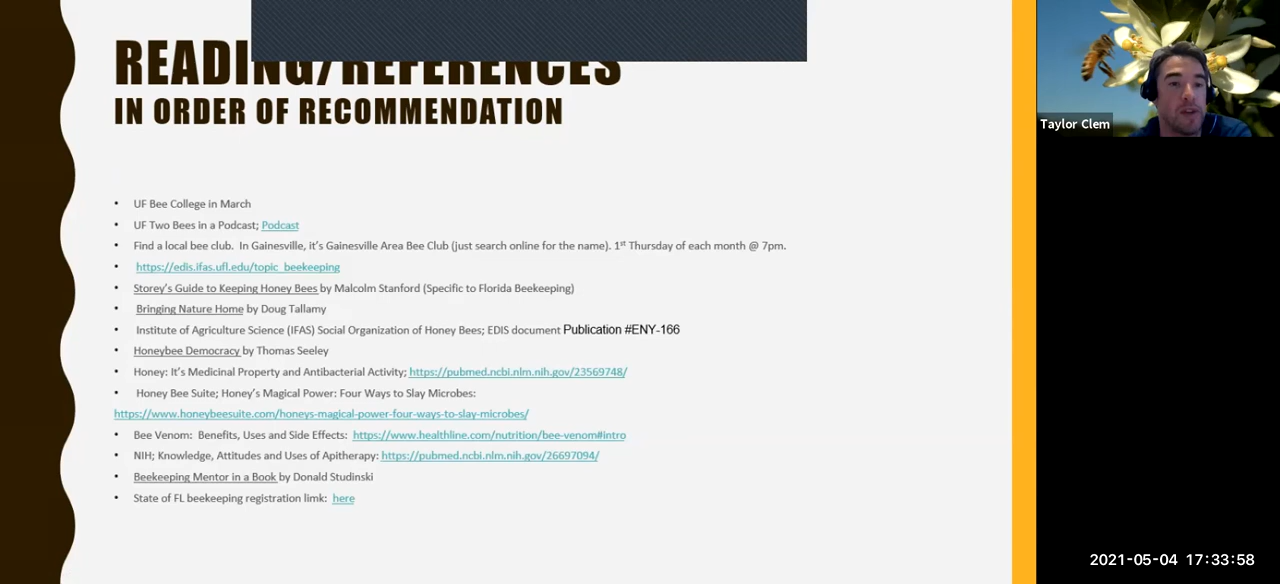 READING/REFERENCES
IN ORDER OF RECOMMENDATION
Taylor Clem
• UF Bee College in March
• UF Two Bees in a Podcast; Podcast
• Find a local bee club. In Gainesville, it's Gainesville Area Bee Club (just search online for the name). 1st Thursday of each month @ 7pm.
• https://edis.ifas.ufl.edu/topic_beekeeping
• Storey's Guide to Keeping Honey Bees by Malcolm Stanford (Specific to Florida Beekeeping)
• Bringing Nature Home by Doug Tallamy
• Institute of Agriculture Science (IFAS) Social Organization of Honey Bees; EDIS document Publication #ENY-166
• Honeybee Democracy by Thomas Seeley
• Honey: It's Medicinal Property and Antibacterial Activity; https://pubmed.ncbi.nlm.nih.gov/23569748/
• Honey Bee Suite; Honey's Magical Power: Four Ways to Slay Microbes:
https://www.honeybeesuite.com/honeys-magical-power-four-ways-to-slay-microbes/
• Bee Venom: Benefits, Uses and Side Effects: https://www.healthline.com/nutrition/bee-venom#intro
• NIH; Knowledge, Attitudes and Uses of Apitherapy: https://pubmed.ncbi.nlm.nih.gov/26697094/
• Beekeeping Mentor in a Book by Donald Studinski
• State of FL beekeeping registration limk: here
2021-05-04 17:33:58